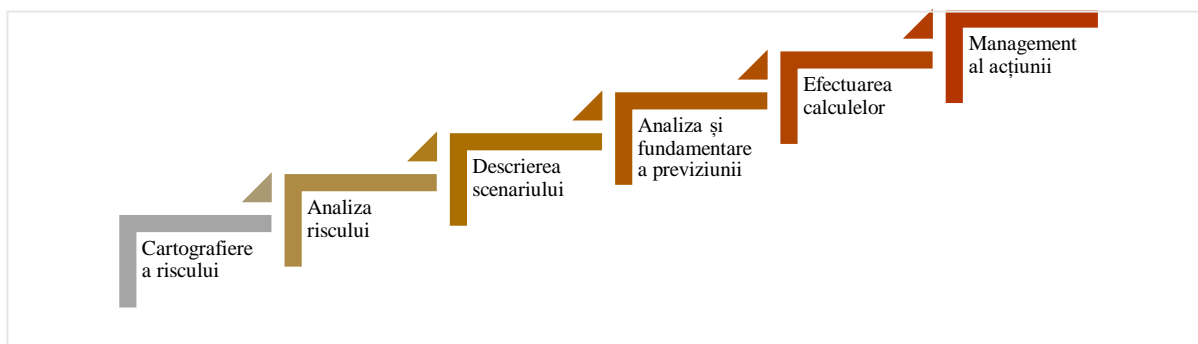 Cartografiere
a riscului
Analiza
riscului
Descrierea
scenariului
Analiza și
fundamentare
a previziunii
Efectuarea
calculelor
Management
al acțiunii